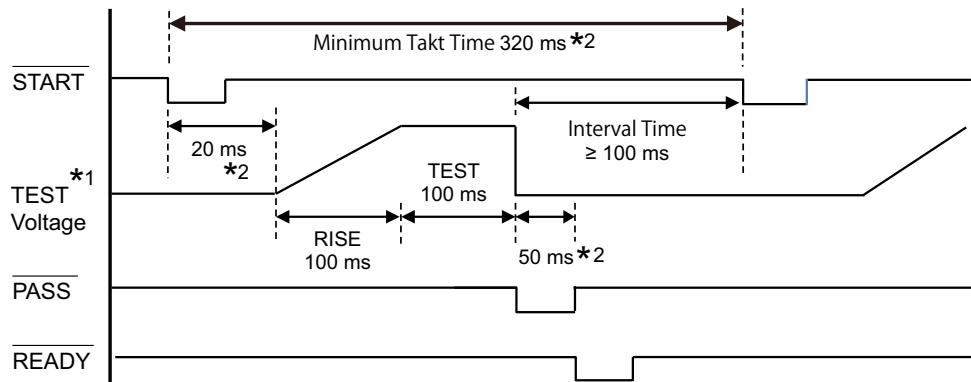 Minimum Takt Time 320 ms*2
START
20 ms
*2
Interval Time
≥ 100 ms
TEST*1
Voltage
TEST
100 ms
RISE
100 ms
50 ms*2
PASS
READY